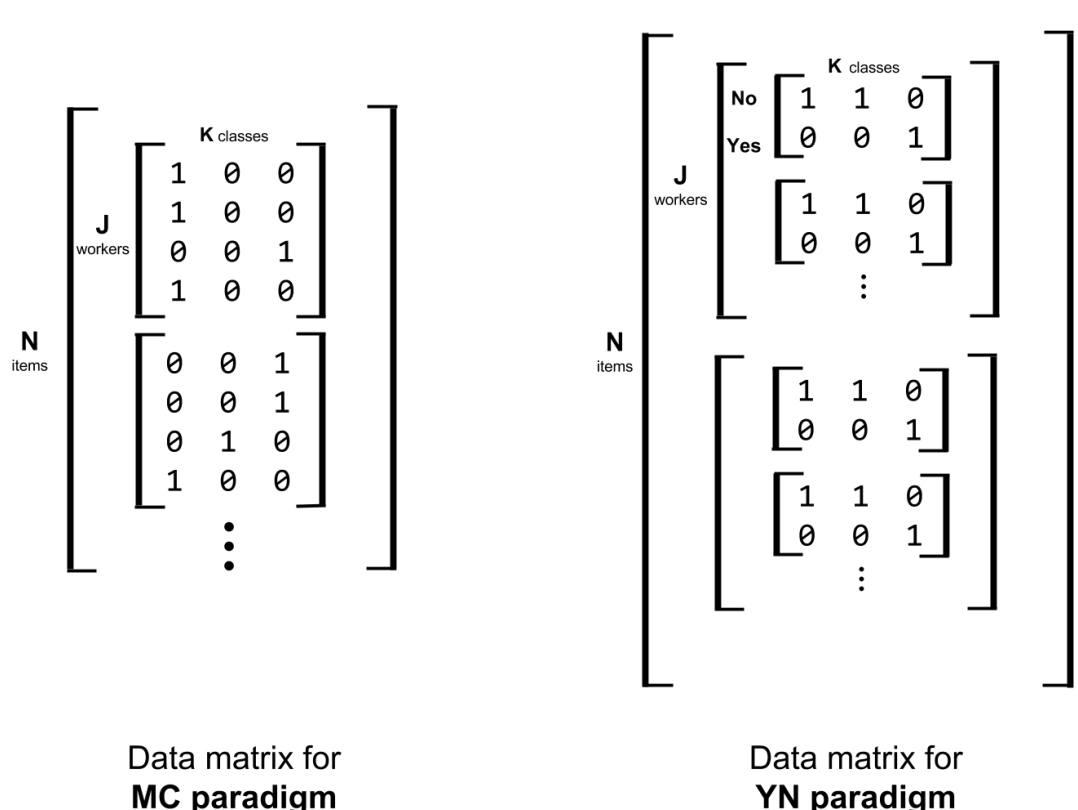 K classes
1 0 0
1 0 0
0 0 1
1 0 0
J
workers
0 0 1
0 0 1
0 1 0
1 0 0
N
items
Data matrix for
MC paradigm
K classes
No 1 1 0
Yes 0 0 1
J
workers
1 1 0
0 0 1
N
items
1 1 0
0 0 1
1 1 0
0 0 1
Data matrix for
YN paradigm